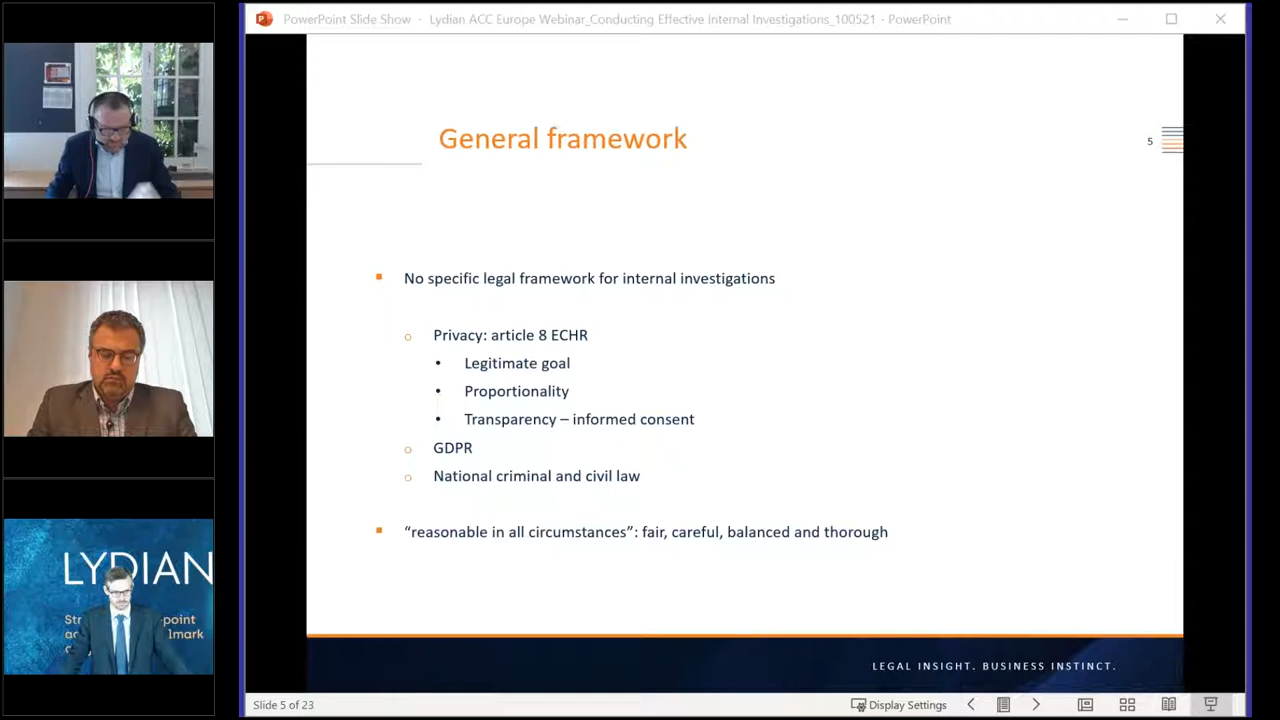 PowerPoint Slide Show - Lydian ACC Europe Webinar_Conducting Effective Internal Investigations_100521 - PowerPoint
General framework
5
No specific legal framework for internal investigations
Privacy: article 8 ECHR
Legitimate goal
Proportionality
Transparency – informed consent
GDPR
National criminal and civil law
“reasonable in all circumstances”: fair, careful, balanced and thorough
LEGAL INSIGHT. BUSINESS INSTINCT.
Slide 5 of 23
Display Settings
LYDIAN